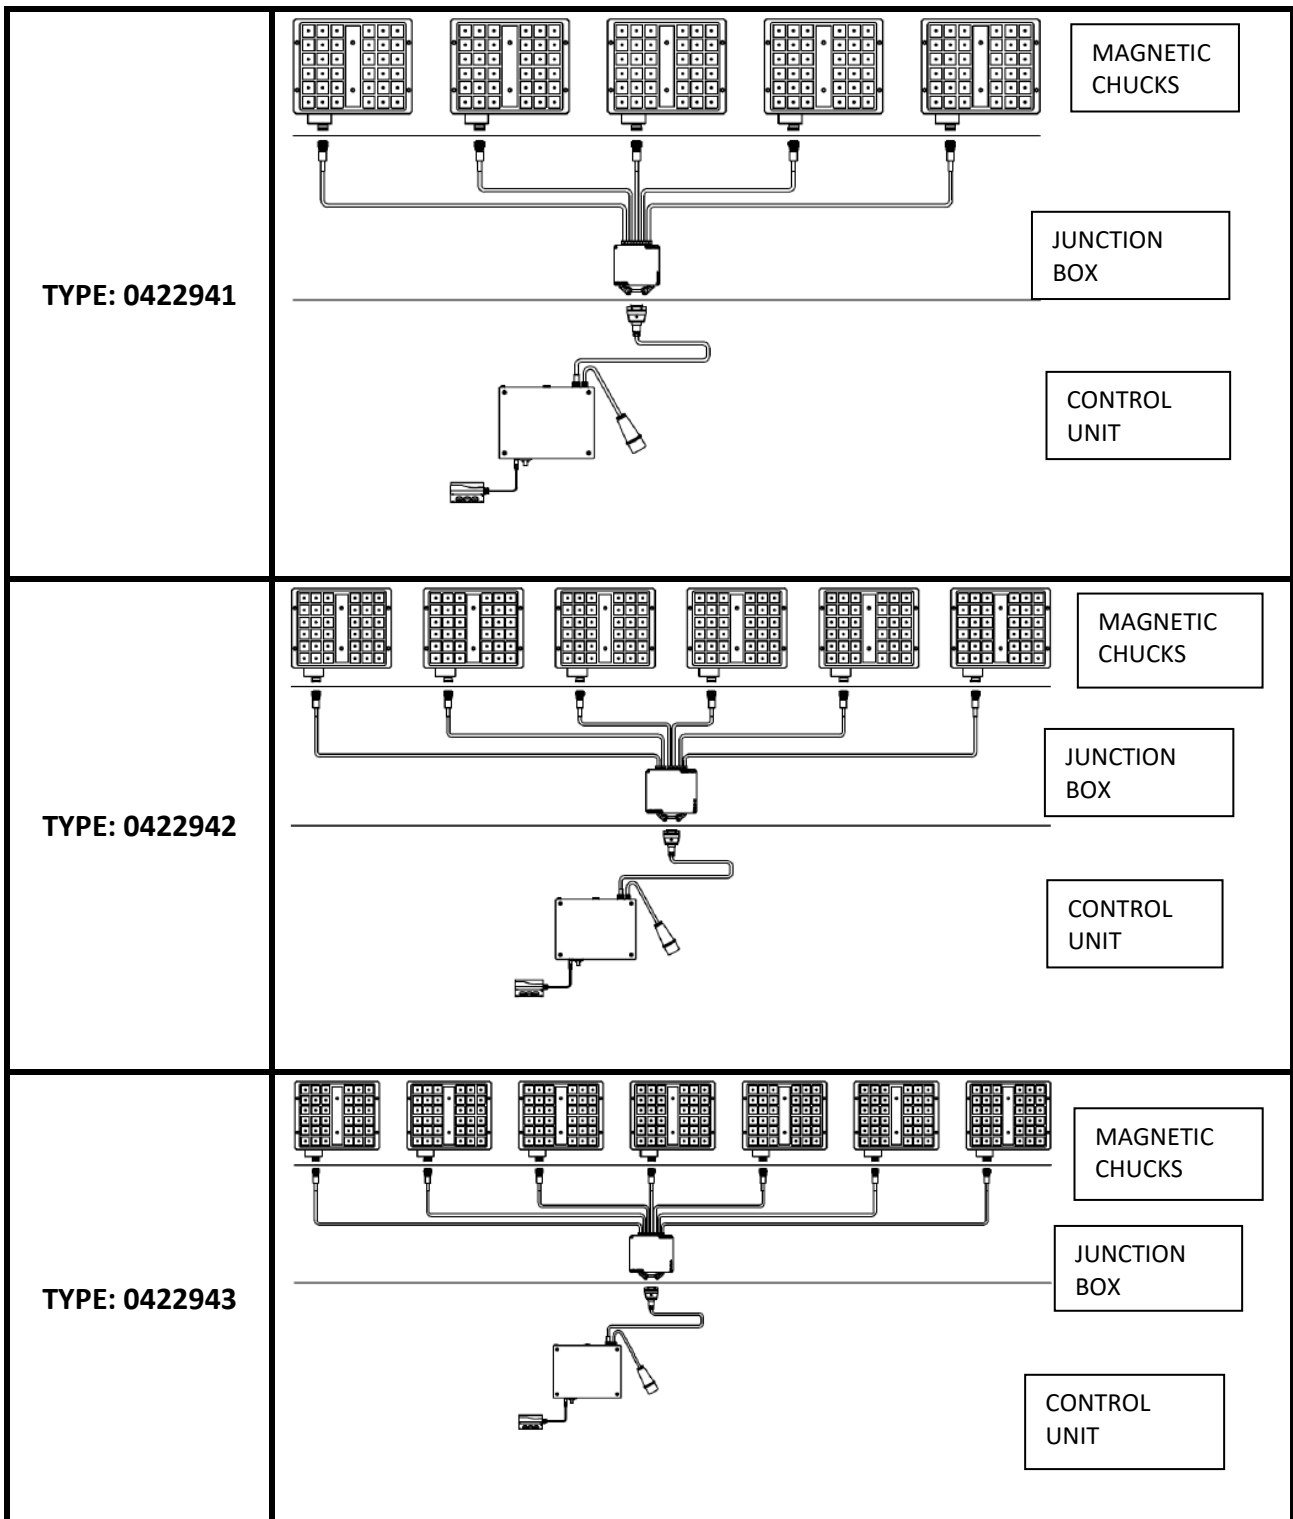 MAGNETIC
CHUCKS
JUNCTION
BOX
TYPE: 0422941
CONTROL
UNIT
MAGNETIC
CHUCKS
JUNCTION
BOX
TYPE: 0422942
CONTROL
UNIT
MAGNETIC
CHUCKS
JUNCTION
BOX
TYPE: 0422943
CONTROL
UNIT